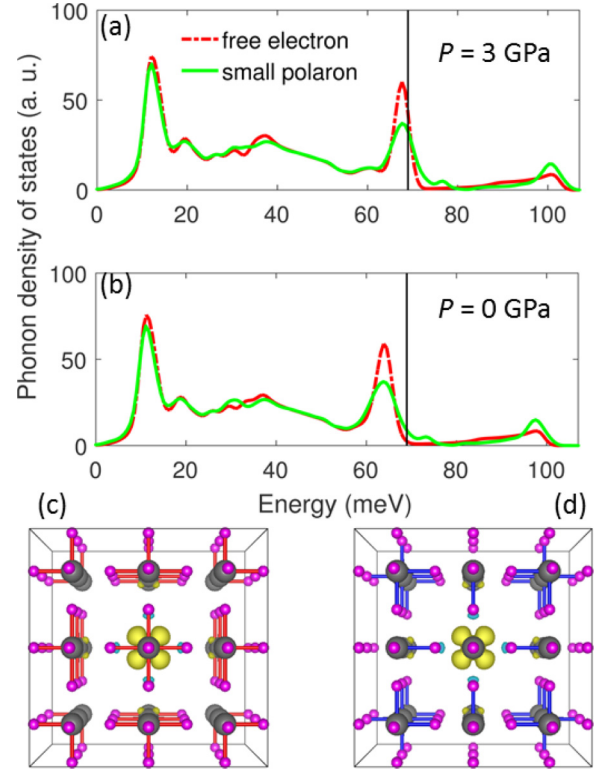 (a)
free electron
small polaron
P = 3 GPa
100
50
0
0 20 40 60 80 100
Phonon density of states (a. u.)
(b)
P = 0 GPa
100
50
0
0 20 40 60 80 100
Energy (meV)
(c)
(d)